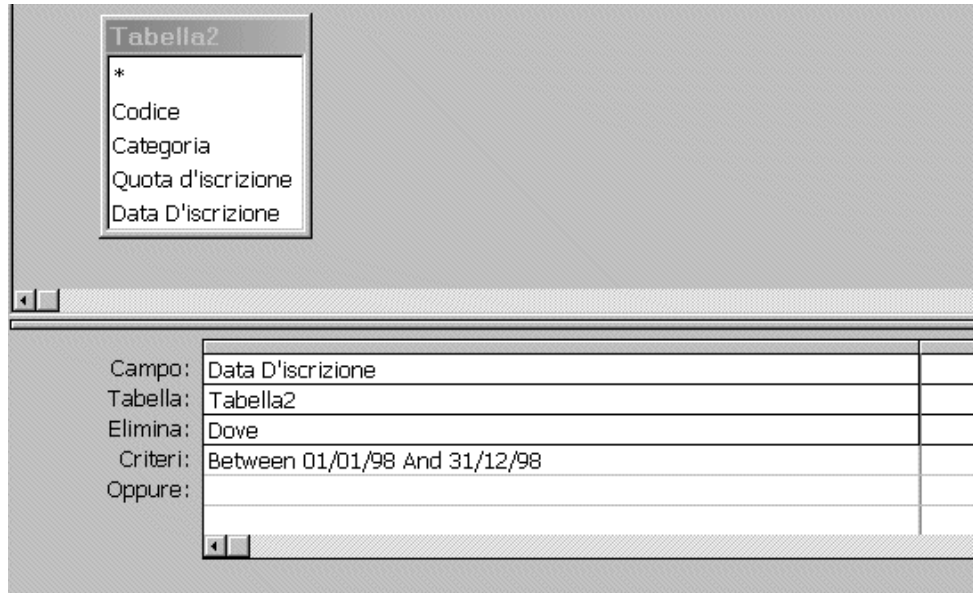 Tabella2
*
Codice
Categoria
Quota d'iscrizione
Data D'iscrizione
Campo: Data D'iscrizione
Tabella: Tabella2
Elimina: Dove
Criteri: Between 01/01/98 And 31/12/98
Oppure: